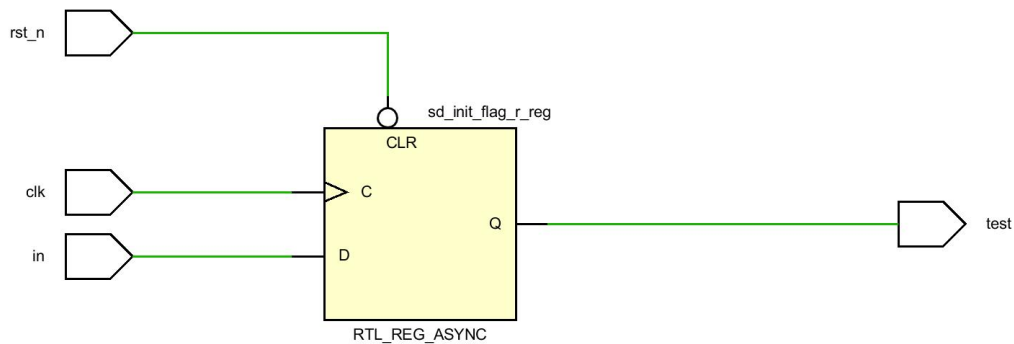 rst_n
sd_init_flag_r_reg
CLR
clk
C
Q
test
in
D
RTL_REG_ASYNC